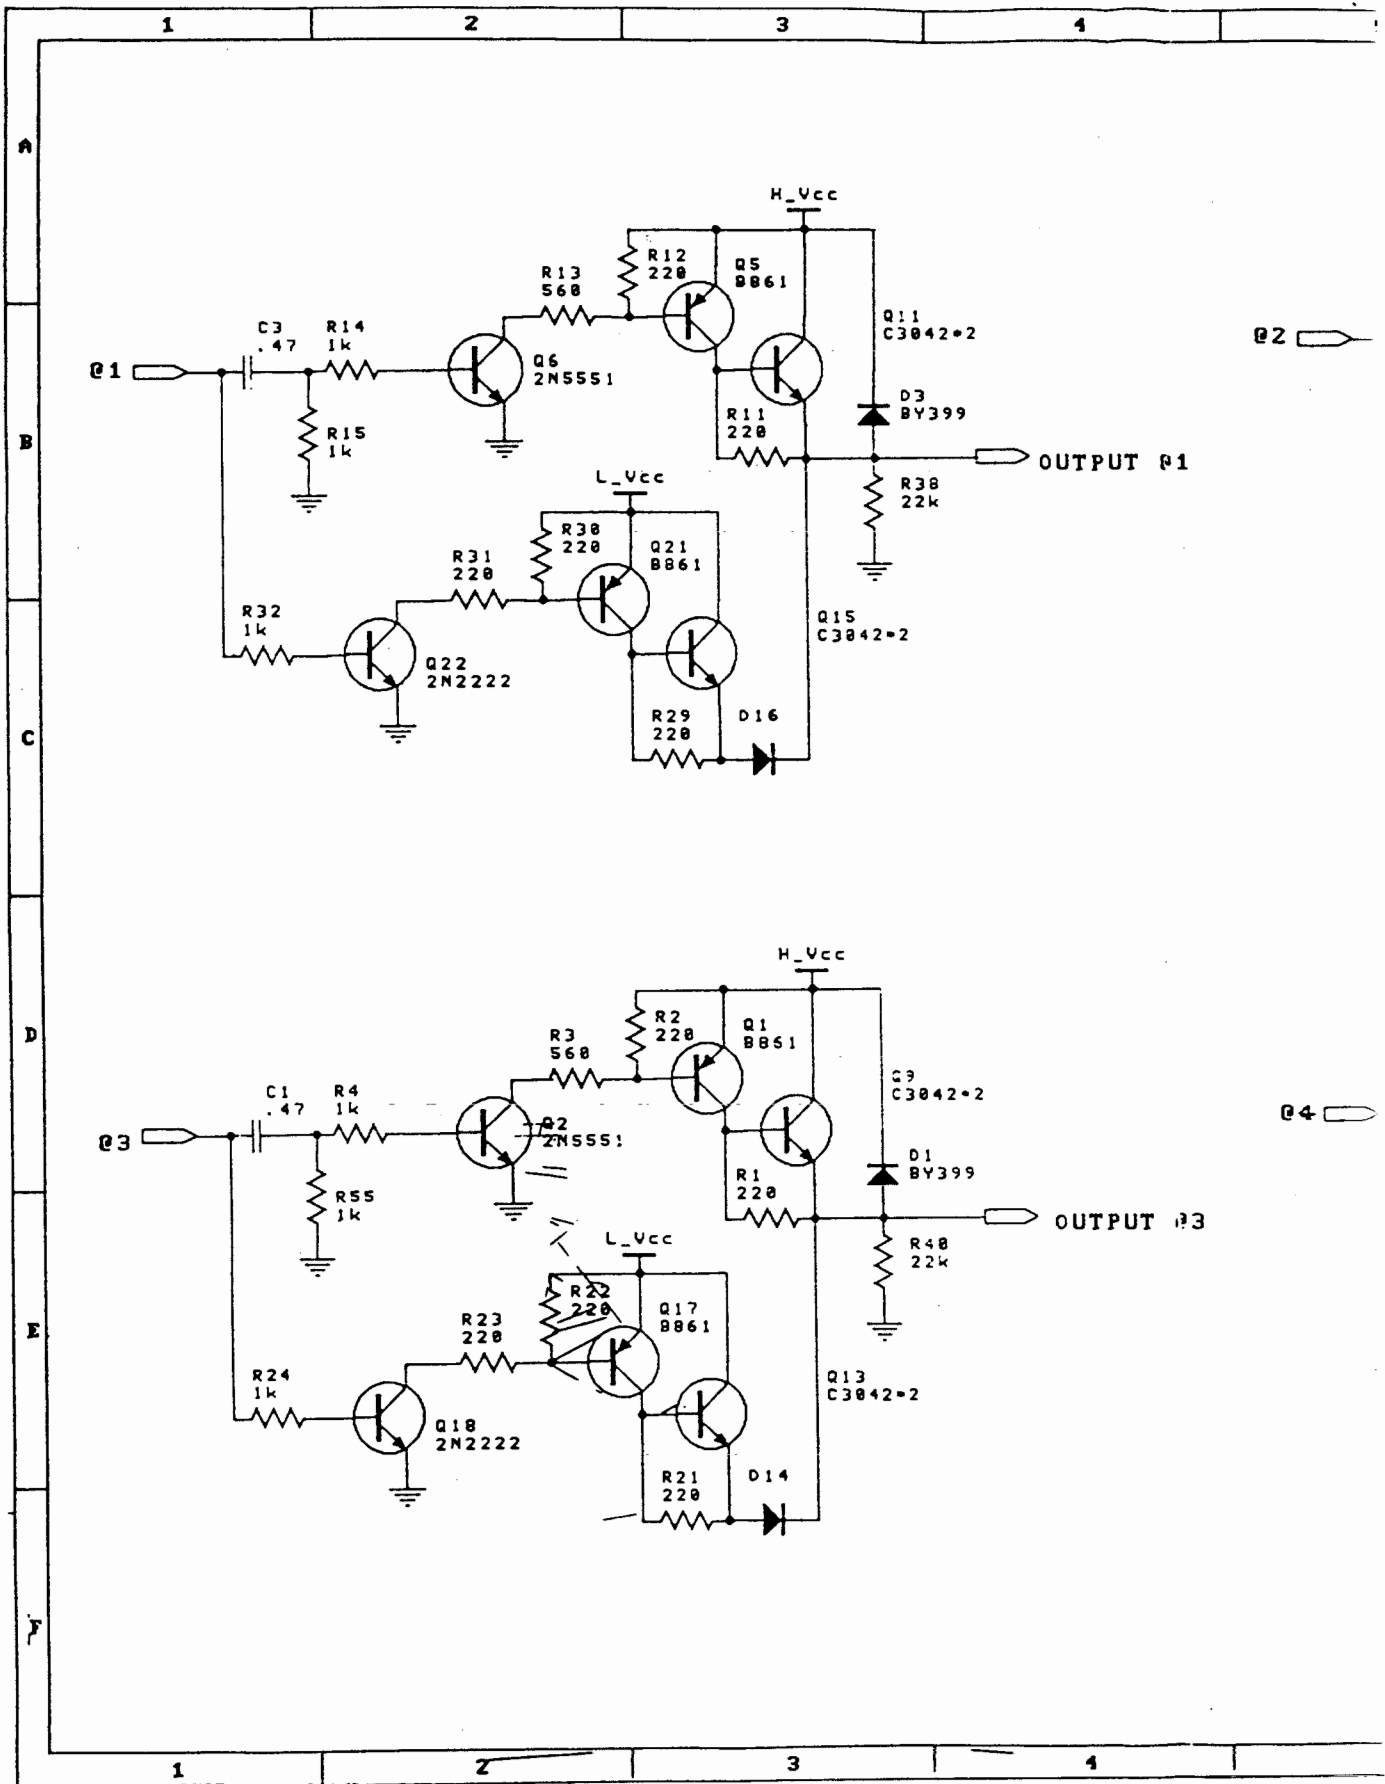 1 2 3 4
A
H_Vcc
R12
220
Q5
B861
R13
560
Q11
C3042*2
@2
C3
.47
R14
1k
@1
Q6
2N5551
D3
BY399
R11
220
B
R15
1k
OUTPUT @1
L_Vcc
R38
22k
R30
220
Q21
B861
R31
220
R32
1k
Q15
C3042*2
Q22
2N2222
C
R29
220
D16
H_Vcc
D
R2
220
Q1
B861
R3
560
Q9
C3042*2
C1
.47
R4
1k
@4
@3
Q2
2N5551
D1
BY399
R1
220
R55
1k
OUTPUT @3
L_Vcc
R40
22k
R22
220
Q17
B861
E
R23
220
R24
1k
Q13
C3042*2
Q18
2N2222
R21
220
D14
F
1 2 3 4